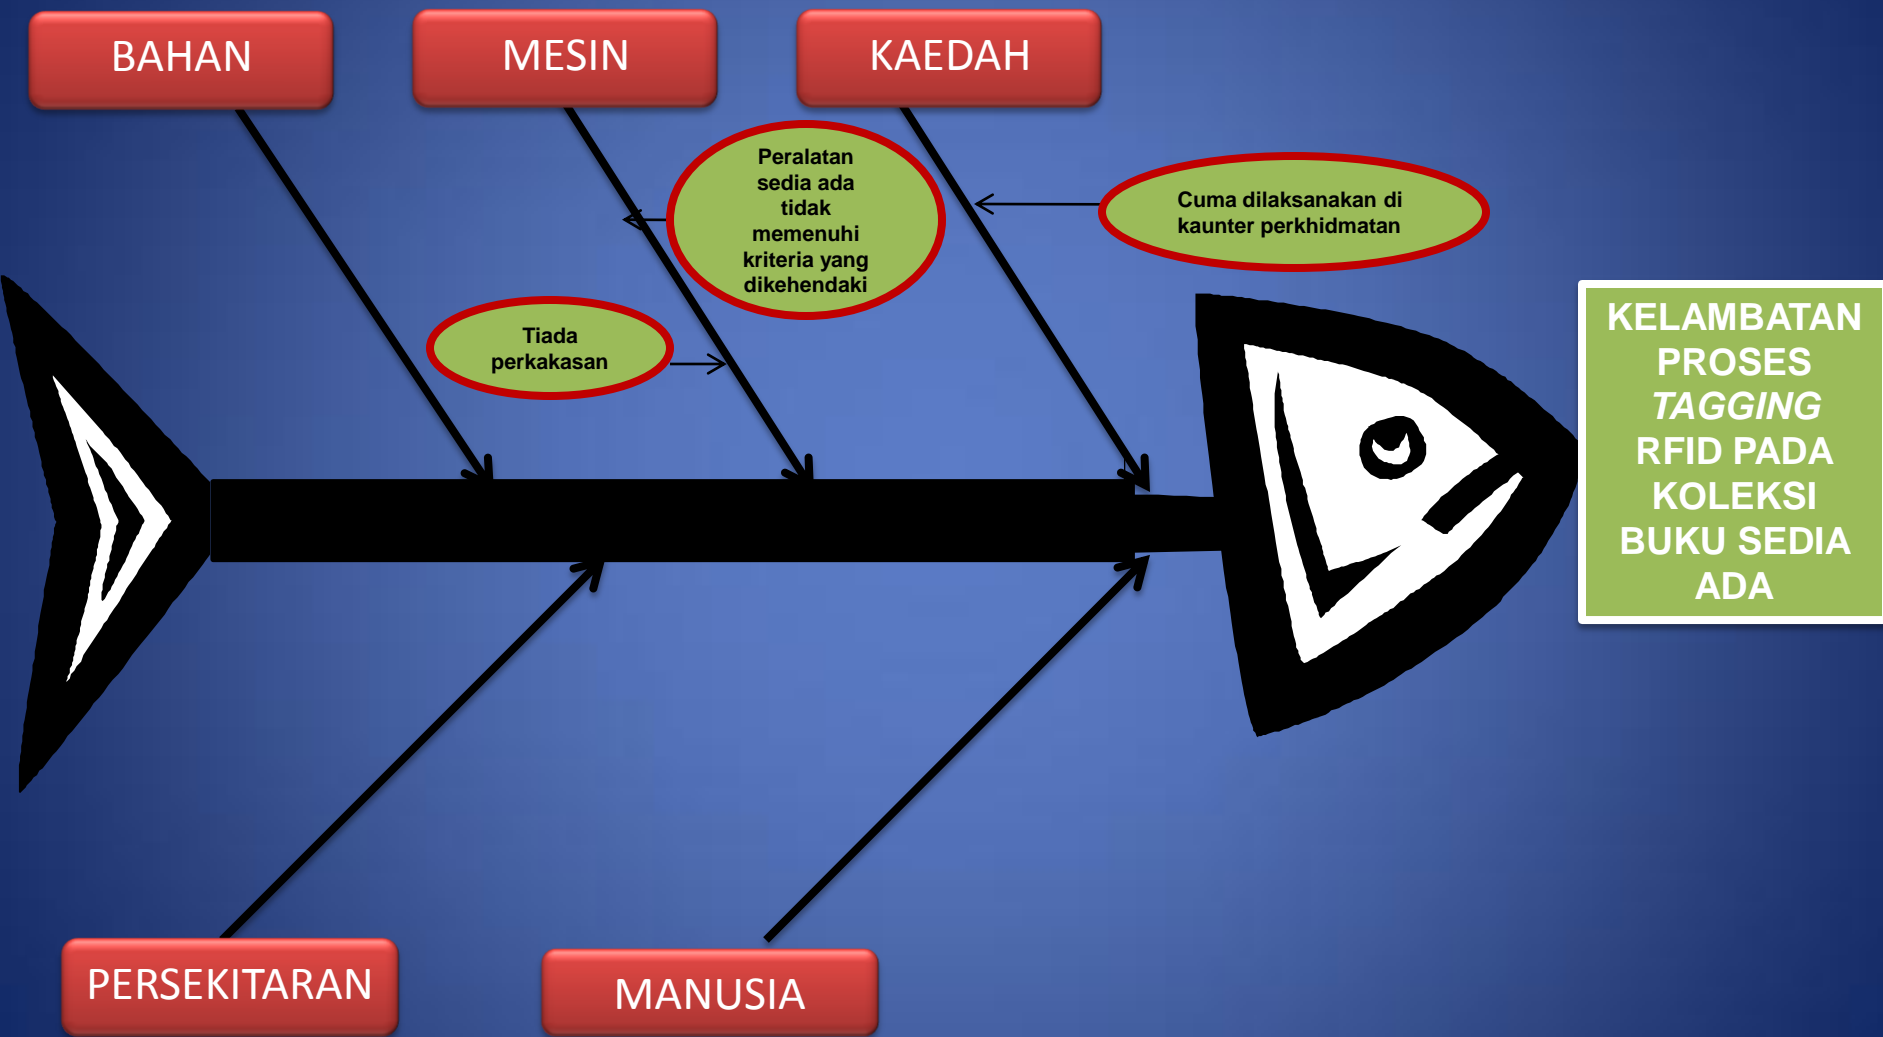 BAHAN
MESIN
KAEDAH
Peralatan
sedia ada
tidak
memenuhi
kriteria yang
dikehendaki
Cuma dilaksanakan di
kaunter perkhidmatan
Tiada
perkakasan
KELAMBATAN
PROSES
TAGGING
RFID PADA
KOLEKSI
BUKU SEDIA
ADA
PERSEKITARAN
MANUSIA